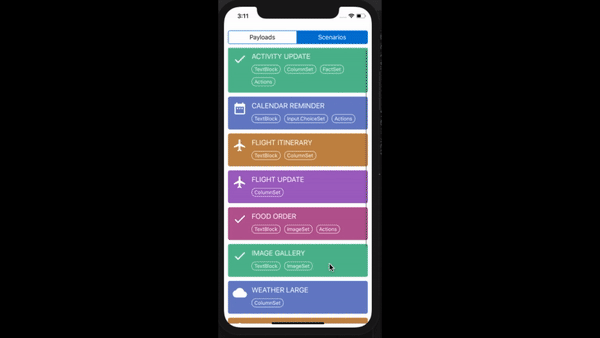 3:11
Payloads Scenarios
ACTIVITY UPDATE
TextBlock ColumnSet FactSet
Actions
CALENDAR REMINDER
TextBlock Input.ChoiceSet Actions
FLIGHT ITINERARY
TextBlock ColumnSet
FLIGHT UPDATE
ColumnSet
FOOD ORDER
TextBlock ImageSet Actions
IMAGE GALLERY
TextBlock ImageSet
WEATHER LARGE
ColumnSet